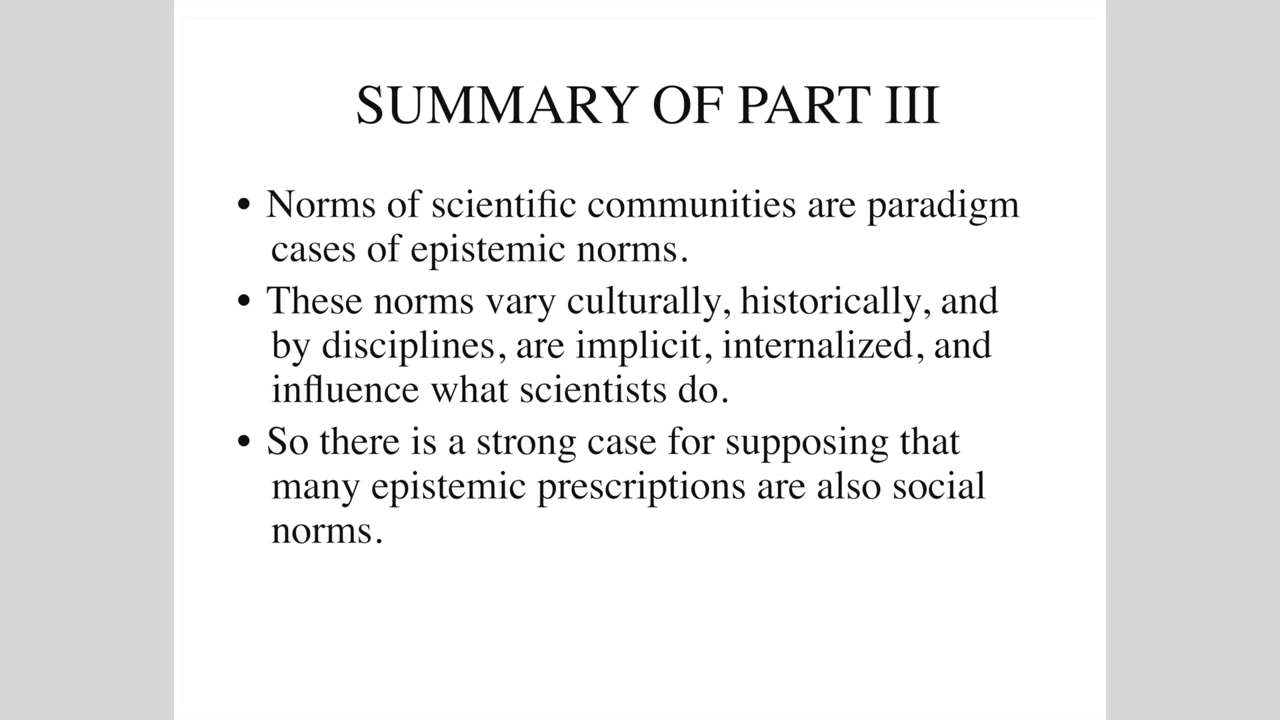 SUMMARY OF PART III
• Norms of scientific communities are paradigm
cases of epistemic norms.
• These norms vary culturally, historically, and
by disciplines, are implicit, internalized, and
influence what scientists do.
• So there is a strong case for supposing that
many epistemic prescriptions are also social
norms.